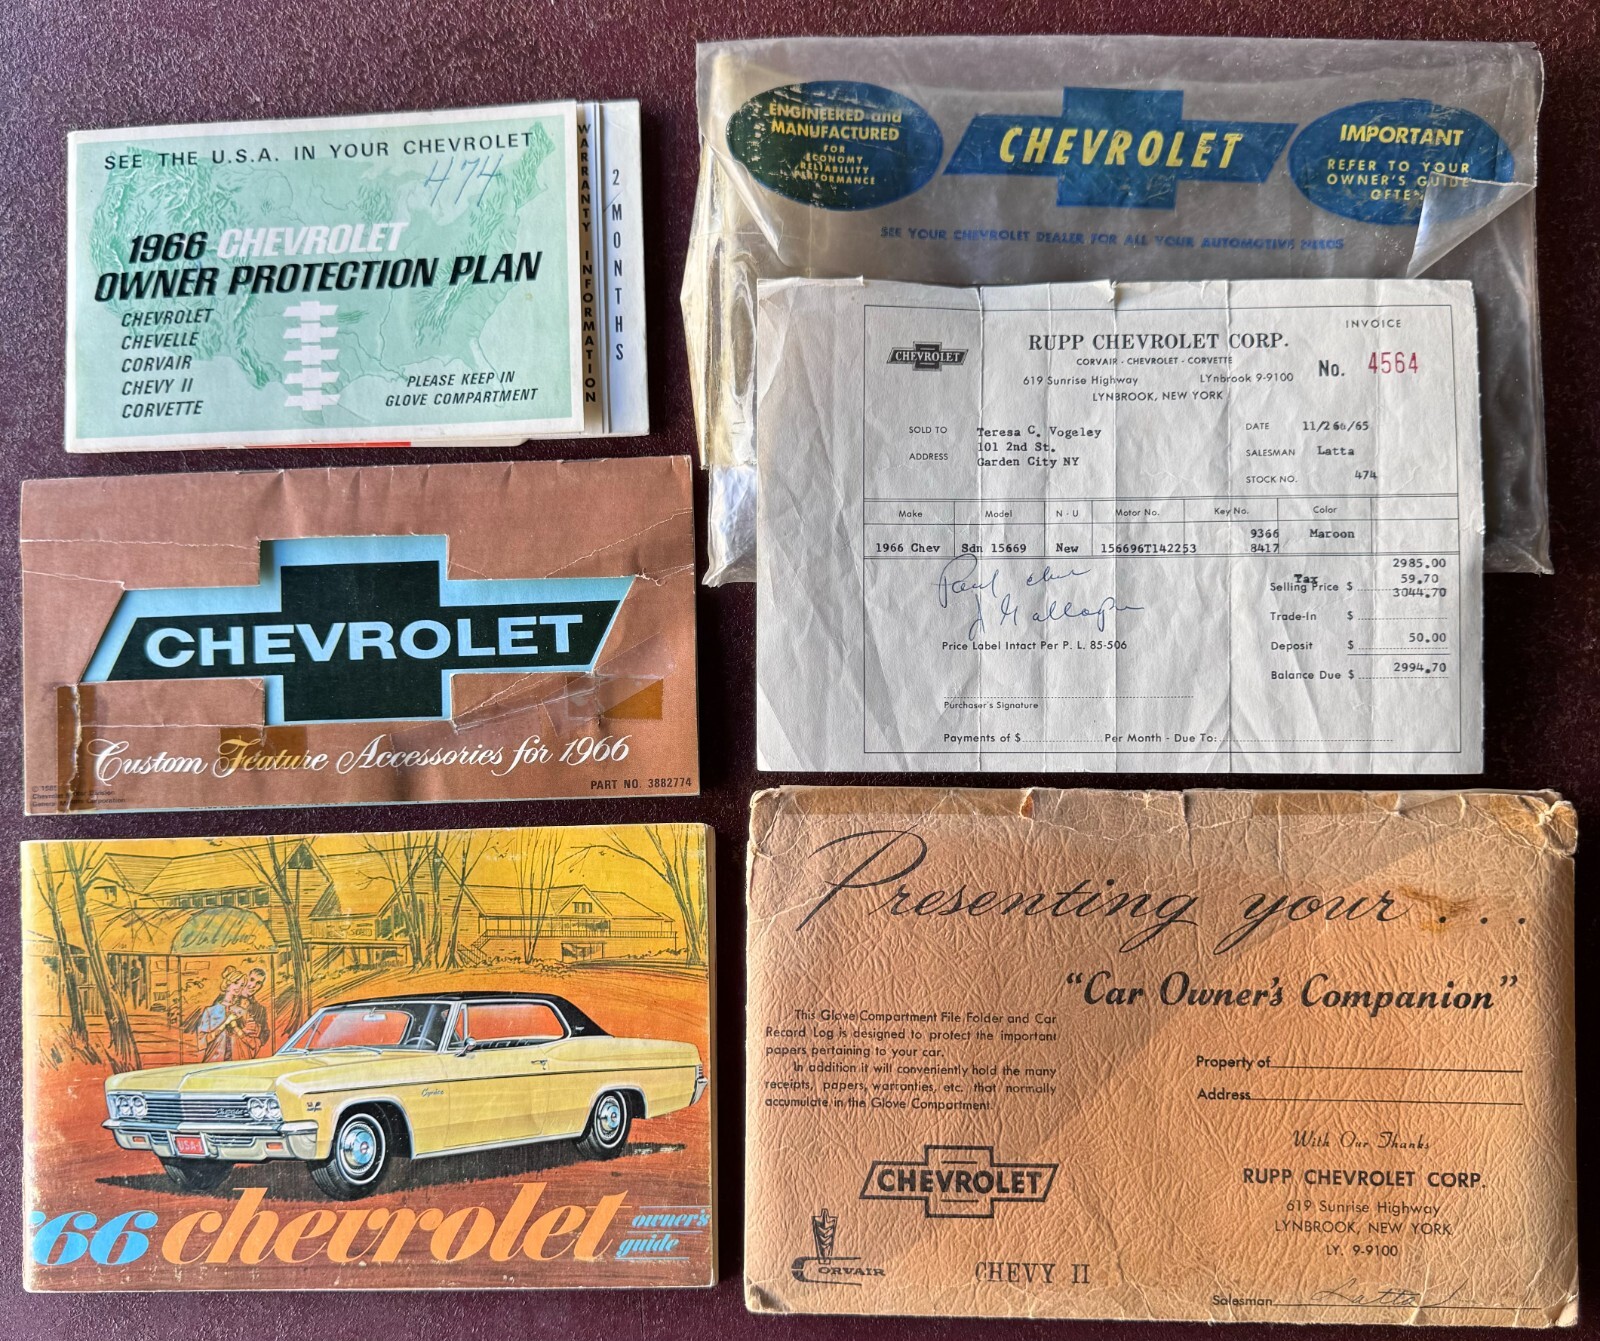 SEE THE U.S.A. IN YOUR CHEVROLET
474
1966 CHEVROLET
OWNER PROTECTION PLAN
CHEVROLET
CHEVELLE
CORVAIR
CHEVY II
CORVETTE
PLEASE KEEP IN
GLOVE COMPARTMENT
WARRANTY INFORMATION
2 MONTHS
ENGINEERED and
MANUFACTURED
FOR
ECONOMY
RELIABILITY
PERFORMANCE
CHEVROLET
IMPORTANT
REFER TO YOUR
OWNER'S GUIDE
OFTEN
SEE YOUR CHEVROLET DEALER FOR ALL YOUR AUTOMOTIVE NEEDS
CHEVROLET
RUPP CHEVROLET CORP.
CORVAIR - CHEVROLET - CORVETTE
619 Sunrise Highway LYnbrook 9-9100
LYNBROOK, NEW YORK
INVOICE
No. 4564
SOLD TO Teresa C. Vogeley
ADDRESS 101 2nd St.
Garden City NY
DATE 11/26/65
SALESMAN Latta
STOCK NO. 474
Make Model N - U Motor No. Key No. Color
1966 Chev Sdn 15669 New 156696T142253 9366 8417 Maroon
2985.00
Tax 59.70
Selling Price $ 3044.70
Trade-In $
Deposit $ 50.00
Balance Due $ 2994.70
Paul
J Gallagher
Price Label Intact Per P. L. 85-506
Purchaser's Signature
Payments of $ Per Month - Due To:
CHEVROLET
Custom Feature Accessories for 1966
PART NO. 3882774
'66 chevrolet owner's
guide
Caprice
USA-1
Presenting your . . .
"Car Owner's Companion"
This Glove Compartment File Folder and Car
Record Log is designed to protect the important
papers pertaining to your car.
In addition it will conveniently hold the many
receipts, papers, warranties, etc. that normally
accumulate in the Glove Compartment.
Property of
Address
With Our Thanks
RUPP CHEVROLET CORP.
619 Sunrise Highway
LYNBROOK, NEW YORK
LY. 9-9100
Salesman Latta
CHEVROLET
CORVAIR
CHEVY II